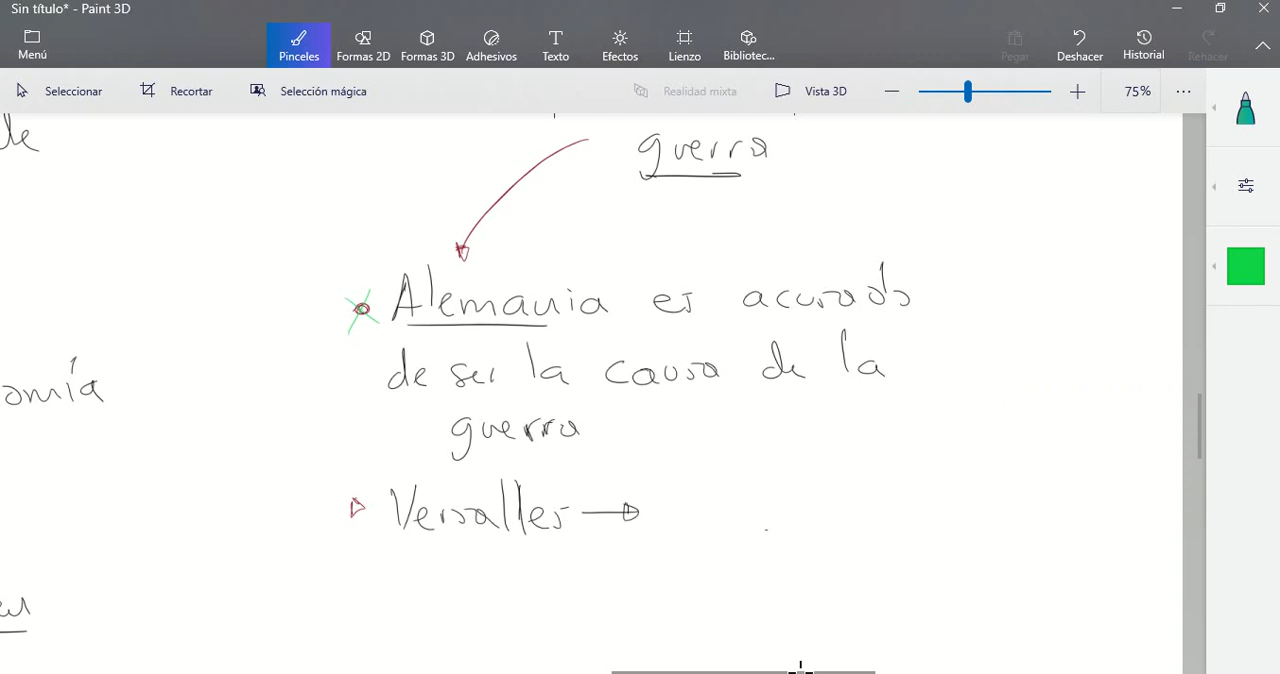 Sin título* - Paint 3D
Menú
Pinceles
Formas 2D
Formas 3D
Adhesivos
Texto
Efectos
Lienzo
Bibliotec...
Pegar
Deshacer
Historial
Rehacer
Seleccionar
Recortar
Selección mágica
Realidad mixta
Vista 3D
75%
guerra
Alemania es acusado
de ser la causa de la
guerra
omía
Versalles